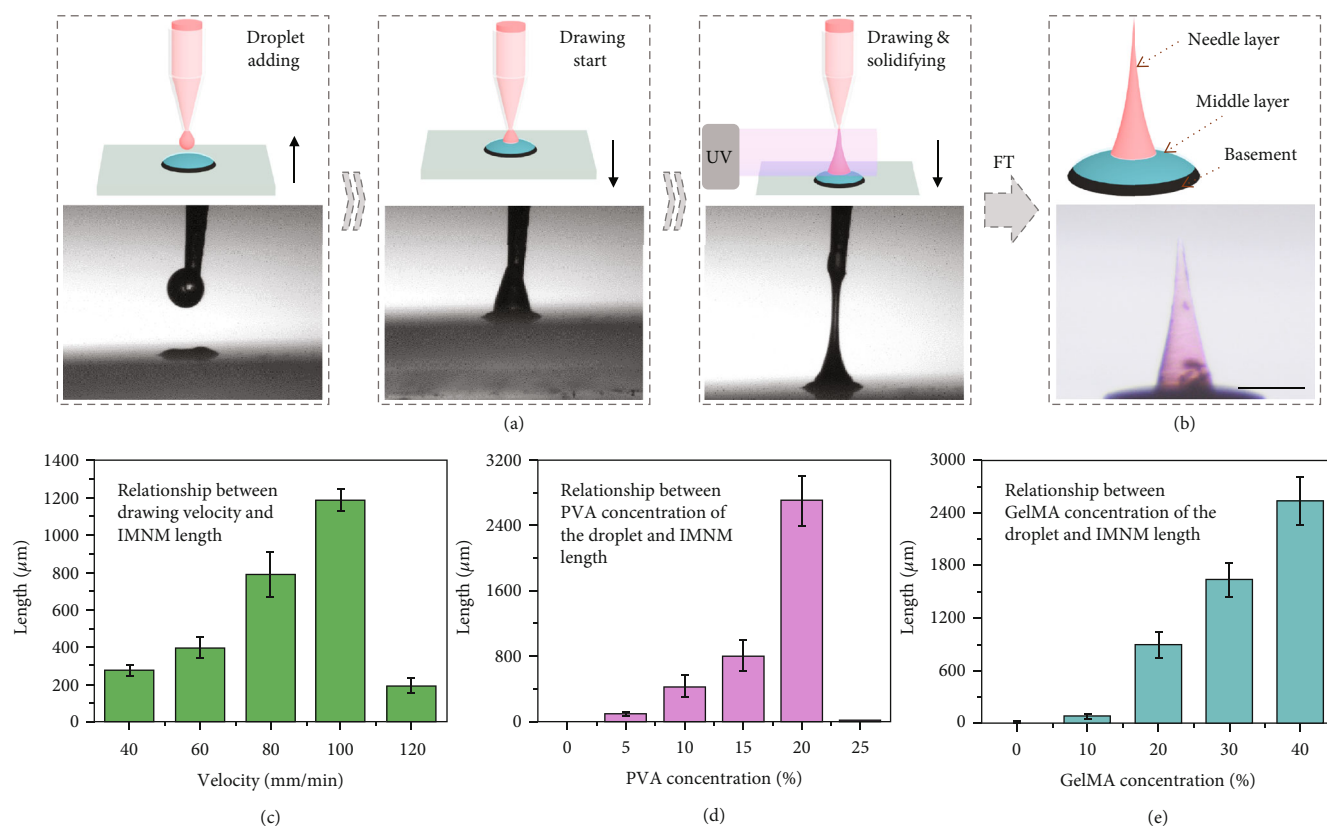 Droplet
adding
Drawing
start
Drawing &
solidifying
UV
FT
Needle layer
Middle layer
Basement
(a)
(b)
1400
1200
1000
800
600
400
200
0
Length (μm)
Relationship between
drawing velocity and
IMNM length
40 60 80 100 120
Velocity (mm/min)
(c)
3200
2400
1600
800
0
Length (μm)
Relationship between
PVA concentration of
the droplet and IMNM
length
0 5 10 15 20 25
PVA concentration (%)
(d)
3000
2400
1800
1200
600
0
Length (μm)
Relationship between
GelMA concentration of the
droplet and IMNM length
0 10 20 30 40
GelMA concentration (%)
(e)